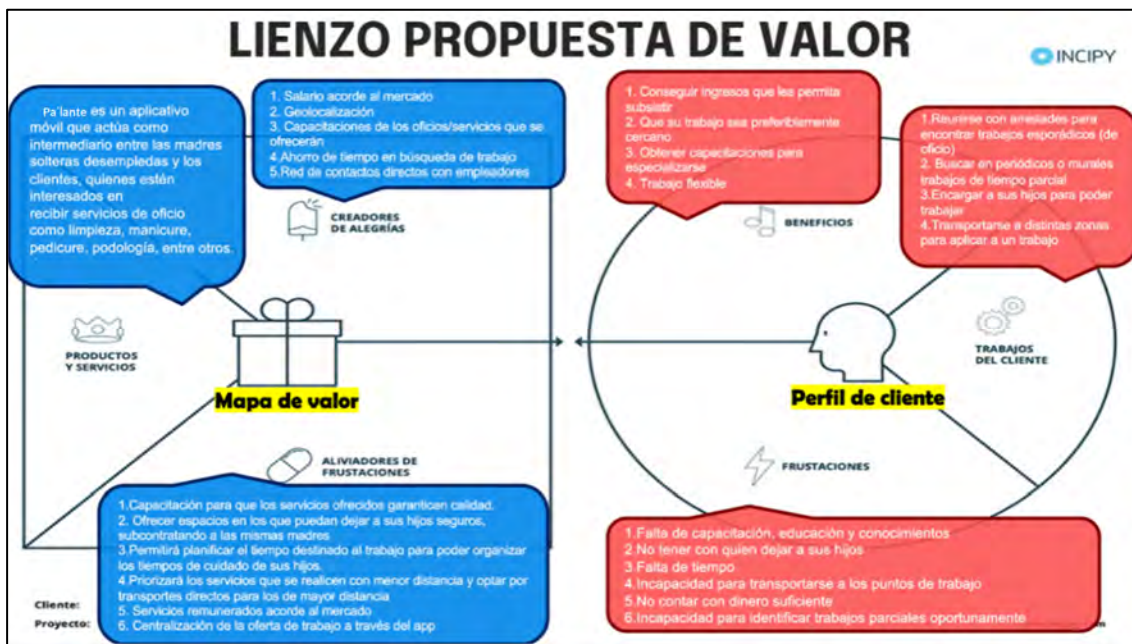 LIENZO PROPUESTA DE VALOR
INCIPY
Pa'lante es un aplicativo
móvil que actúa como
intermediario entre las madres
solteras desempledas y los
clientes, quienes están
interesados en
recibir servicios de oficio
como limpieza, manicure,
pedicure, podología, entre otros.
1. Salario acorde al mercado
2. Geolocalización
3. Capacitaciones de los oficios/servicios que se
ofrecerán
4.Ahorro de tiempo en búsqueda de trabajo
5.Red de contactos directos con empleadores
CREADORES
DE ALEGRÍAS
PRODUCTOS
Y SERVICIOS
Mapa de valor
ALIVIADORES DE
FRUSTACIONES
1.Capacitación para que los servicios ofrecidos garanticen calidad.
2. Ofrecer espacios en los que puedan dejar a sus hijos seguros,
subcontratando a las mismas madres
3.Permitirá planificar el tiempo destinado al trabajo para poder organizar
los tiempos de cuidado de sus hijos.
4.Priorizará los servicios que se realicen con menor distancia y optar por
transportes directos para los de mayor distancia
5. Servicios remunerados acorde al mercado
6. Centralización de la oferta de trabajo a través del app
Cliente:
Proyecto:
1. Conseguir ingresos que les permita
subsistir
2. Que su trabajo sea preferiblemente
cercano
3. Obtener capacitaciones para
especializarse
4. Trabajo flexible
BENEFICIOS
1.Reunirse con amistades para
encontrar trabajos esporádicos (de
oficio)
2. Buscar en periódicos o murales
trabajos de tiempo parcial
3.Encargar a sus hijos para poder
trabajar
4.Transportarse a distintas zonas
para aplicar a un trabajo
TRABAJOS
DEL CLIENTE
Perfil de cliente
FRUSTACIONES
1.Falta de capacitación, educación y conocimientos
2.No tener con quien dejar a sus hijos
3.Falta de tiempo
4.Incapacidad para transportarse a los puntos de trabajo
5.No contar con dinero suficiente
6.Incapacidad para identificar trabajos parciales oportunamente